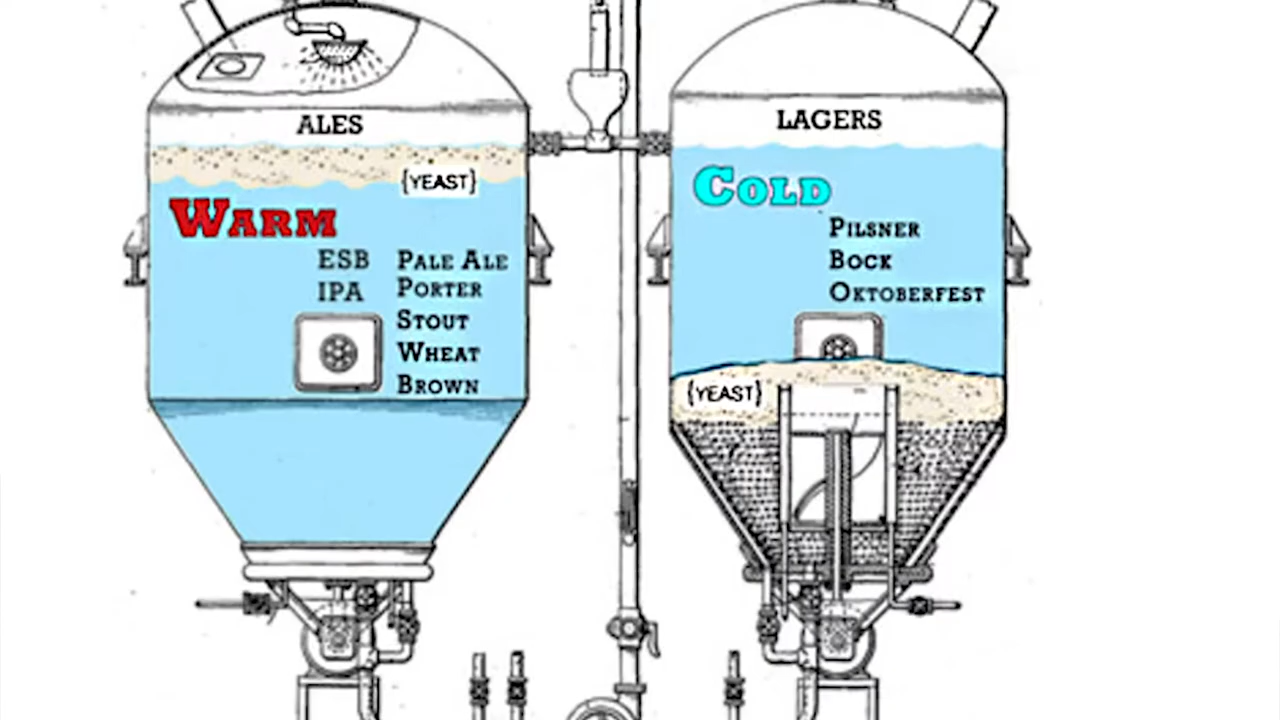 ALES
{YEAST}
WARM
ESB
IPA
PALE ALE
PORTER
STOUT
WHEAT
BROWN
LAGERS
COLD
PILSNER
BOCK
OKTOBERFEST
{YEAST}